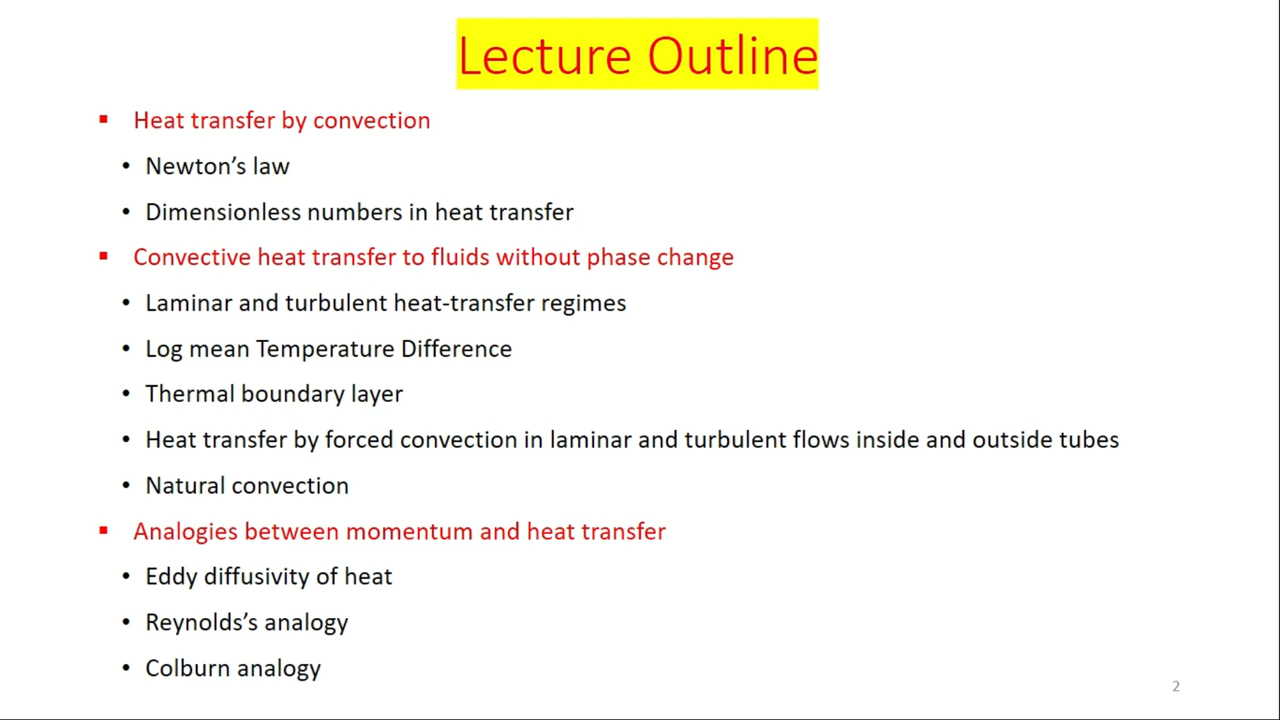 Lecture Outline
▪ Heat transfer by convection
• Newton’s law
• Dimensionless numbers in heat transfer
▪ Convective heat transfer to fluids without phase change
• Laminar and turbulent heat-transfer regimes
• Log mean Temperature Difference
• Thermal boundary layer
• Heat transfer by forced convection in laminar and turbulent flows inside and outside tubes
• Natural convection
▪ Analogies between momentum and heat transfer
• Eddy diffusivity of heat
• Reynolds’s analogy
• Colburn analogy
2